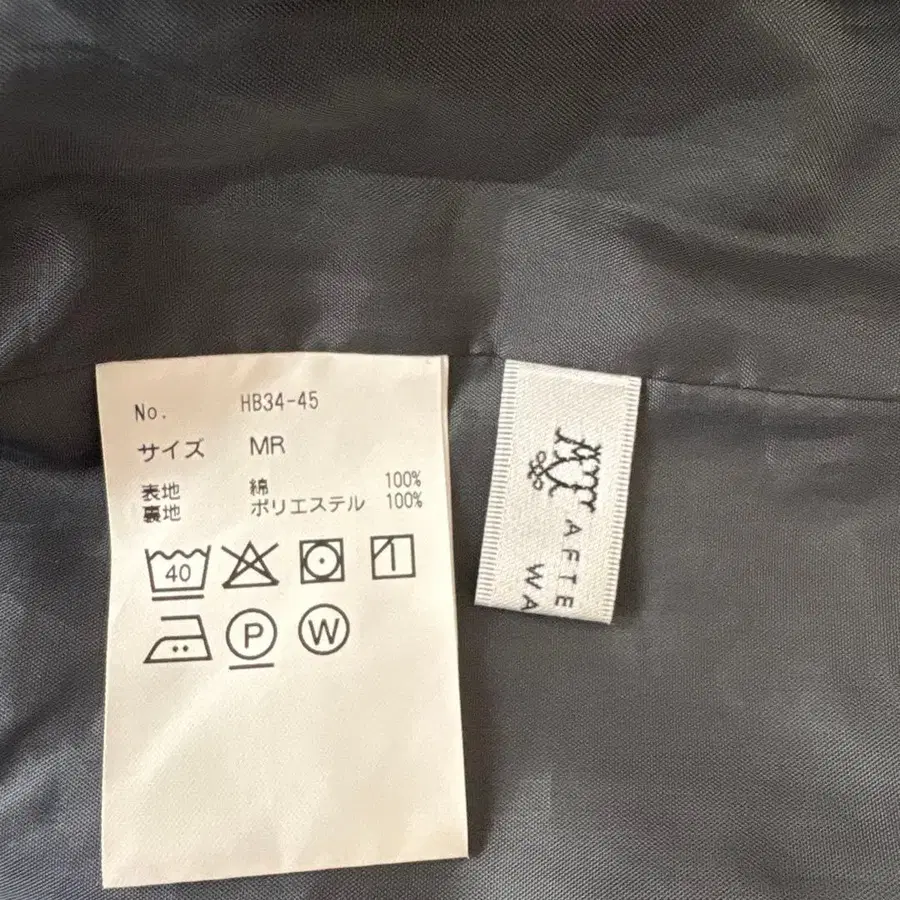 No. HB34-45
サイズ MR
表地 綿 100%
裏地 ポリエステル 100%
40
P
W
AFTE
WA